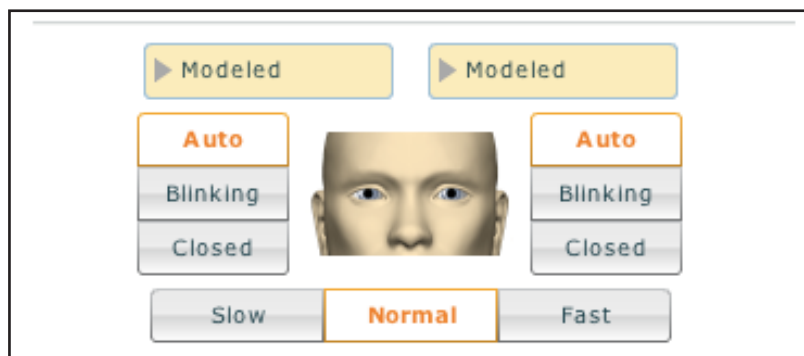 Modeled Modeled
Auto Auto
Blinking Blinking
Closed Closed
Slow Normal Fast